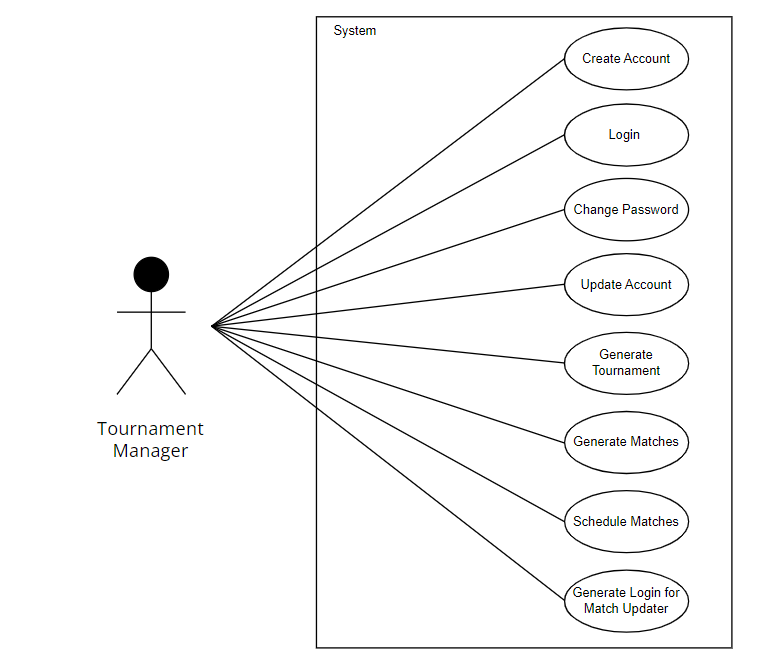 System
Create Account
Login
Change Password
Update Account
Generate
Tournament
Generate Matches
Schedule Matches
Generate Login for
Match Updater
Tournament
Manager